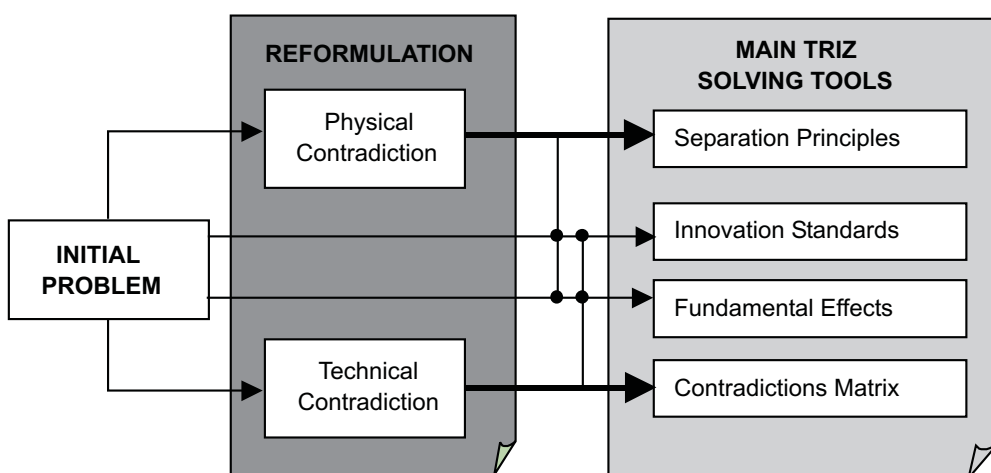 REFORMULATION
MAIN TRIZ
SOLVING TOOLS
Physical
Contradiction
Separation Principles
INITIAL
PROBLEM
Innovation Standards
Fundamental Effects
Technical
Contradiction
Contradictions Matrix